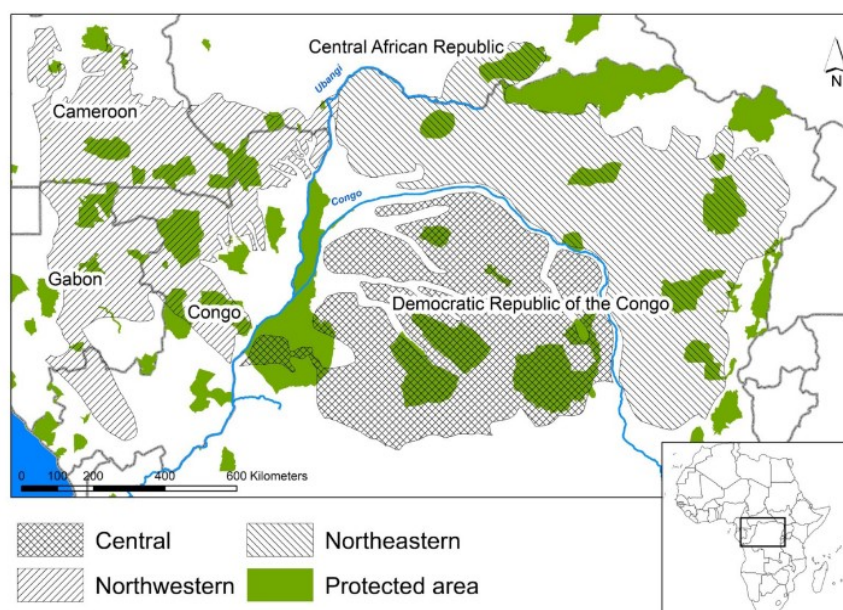 Central African Republic
Ubangi
N
Cameroon
Congo
Gabon
Congo
Democratic Republic of the Congo
0 100 200 400 600 Kilometers
Central
Northeastern
Northwestern
Protected area